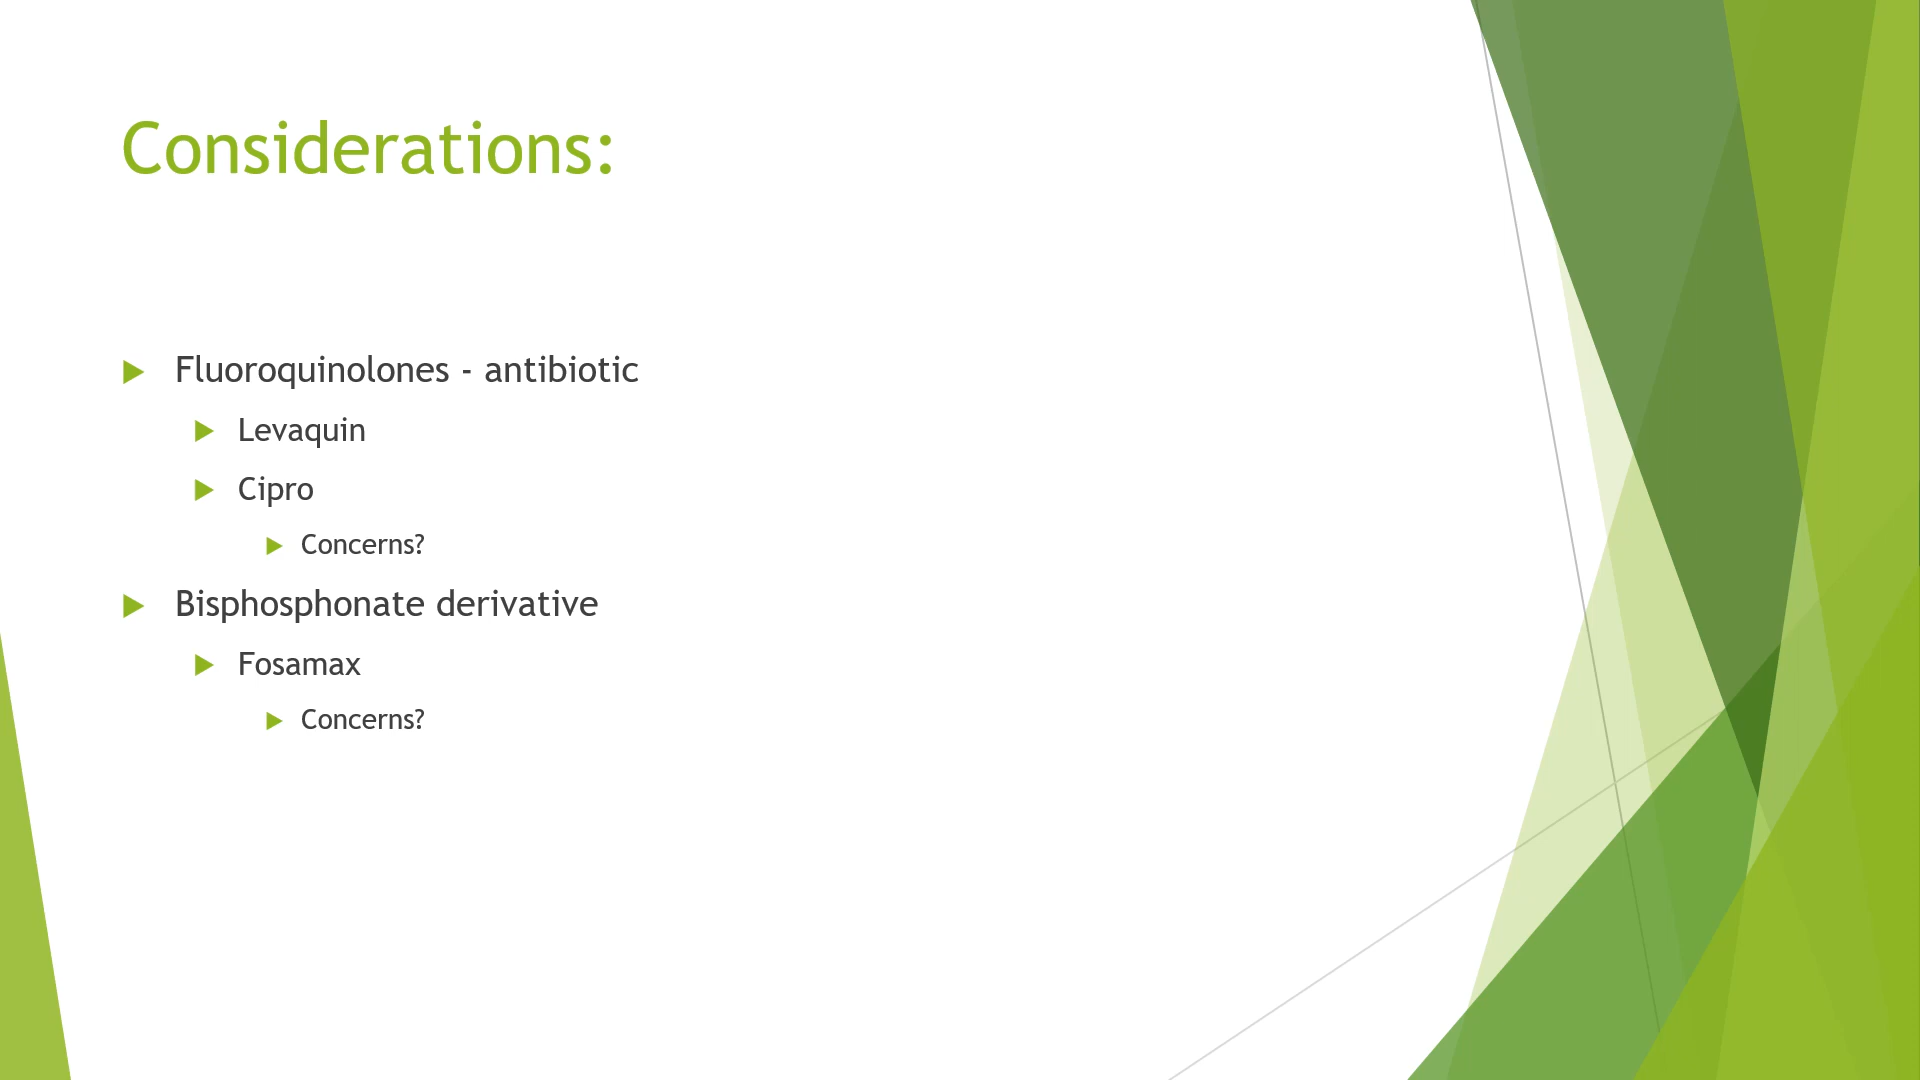 Considerations:
Fluoroquinolones - antibiotic
Levaquin
Cipro
Concerns?
Bisphosphonate derivative
Fosamax
Concerns?